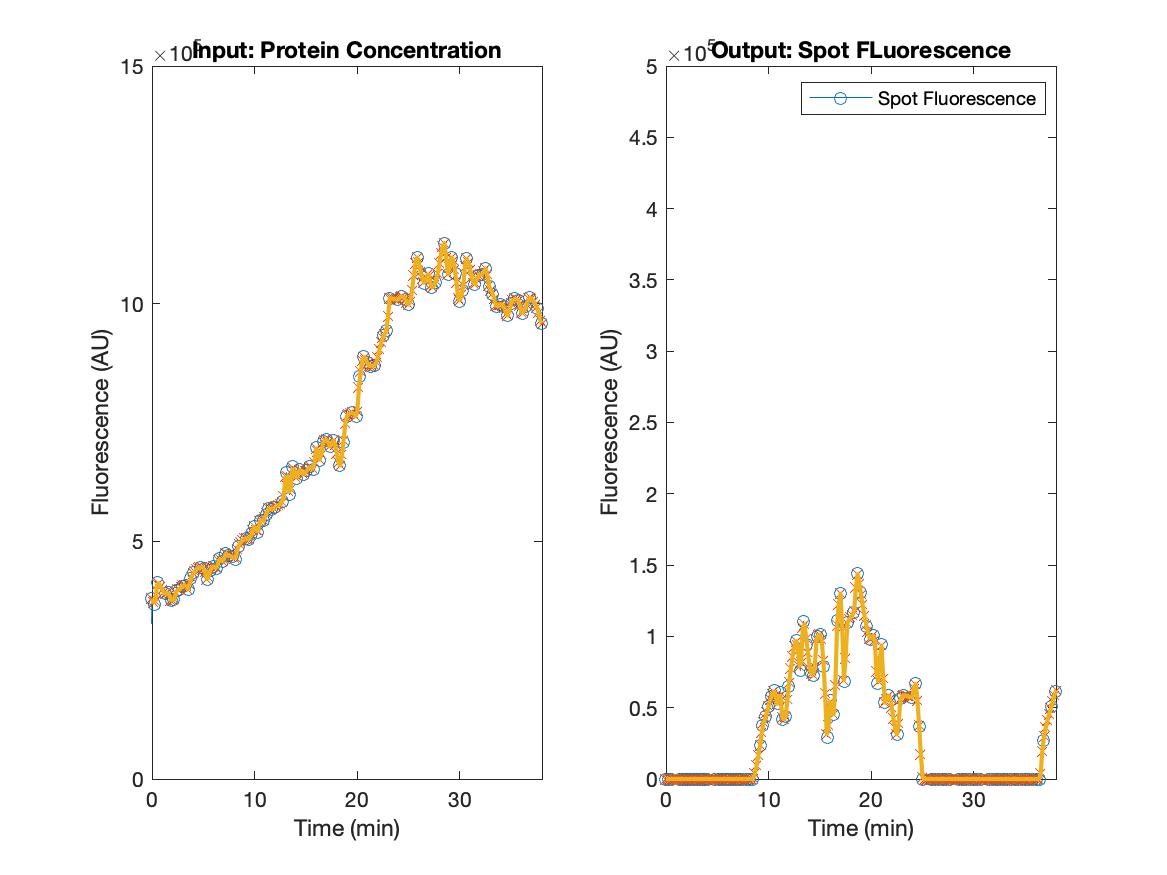 ×10⁵
Input: Protein Concentration
15
10
5
0
Fluorescence (AU)
0 10 20 30
Time (min)
×10⁵
Output: Spot FLuorescence
Spot Fluorescence
5
4.5
4
3.5
3
2.5
2
1.5
1
0.5
0
Fluorescence (AU)
0 10 20 30
Time (min)